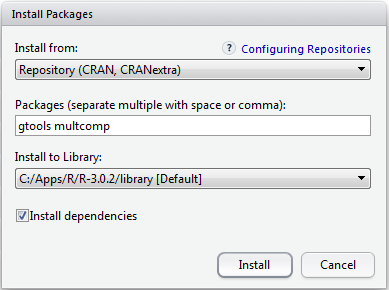 Install Packages
Install from:
? Configuring Repositories
Repository (CRAN, CRANextra)
Packages (separate multiple with space or comma):
gtools multcomp
Install to Library:
C:/Apps/R/R-3.0.2/library [Default]
Install dependencies
Install
Cancel